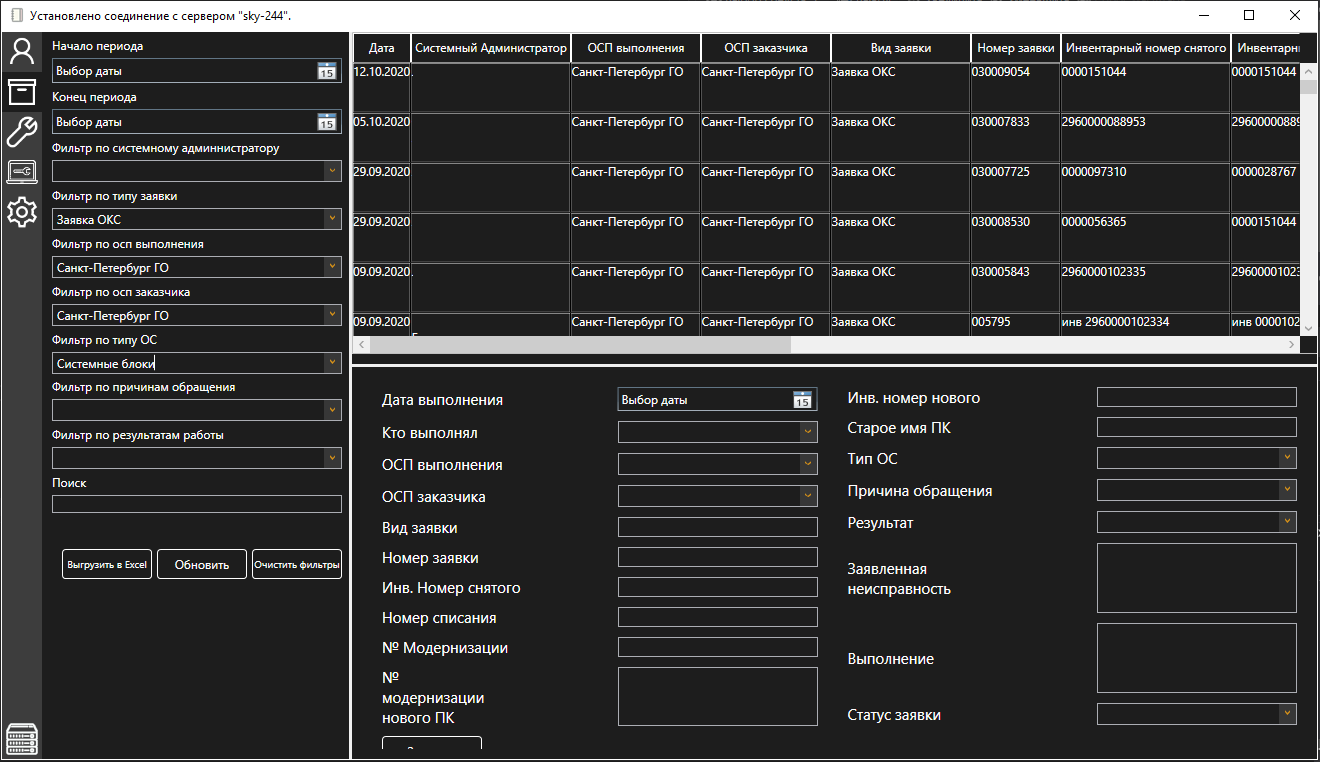 Установлено соединение с сервером "sky-244".
Начало периода
Выбор даты
15
Конец периода
Выбор даты
15
Фильтр по системному админнистратору
Фильтр по типу заявки
Заявка ОКС
Фильтр по осп выполнения
Санкт-Петербург ГО
Фильтр по осп заказчика
Санкт-Петербург ГО
Фильтр по типу ОС
Системные блоки
Фильтр по причинам обращения
Фильтр по результатам работы
Поиск
Выгрузить в Excel Обновить Очистить фильтры
Дата Системный Администратор ОСП выполнения ОСП заказчика Вид заявки Номер заявки Инвентарный номер снятого Инвентарн
12.10.2020 Санкт-Петербург ГО Санкт-Петербург ГО Заявка ОКС 030009054 0000151044 0000151044
05.10.2020 Санкт-Петербург ГО Санкт-Петербург ГО Заявка ОКС 030007833 2960000088953 296000008895
29.09.2020 Санкт-Петербург ГО Санкт-Петербург ГО Заявка ОКС 030007725 0000097310 0000028767
29.09.2020 Санкт-Петербург ГО Санкт-Петербург ГО Заявка ОКС 030008530 0000056365 0000151044
09.09.2020 Санкт-Петербург ГО Санкт-Петербург ГО Заявка ОКС 030005843 2960000102335 2960000102
09.09.2020 Санкт-Петербург ГО Санкт-Петербург ГО Заявка ОКС 005795 инв 2960000102334 инв 0000102
Дата выполнения
Выбор даты
15
Кто выполнял
ОСП выполнения
ОСП заказчика
Вид заявки
Номер заявки
Инв. Номер снятого
Номер списания
№ Модернизации
№
модернизации
нового ПК
Инв. номер нового
Старое имя ПК
Тип ОС
Причина обращения
Результат
Заявленная
неисправность
Выполнение
Статус заявки